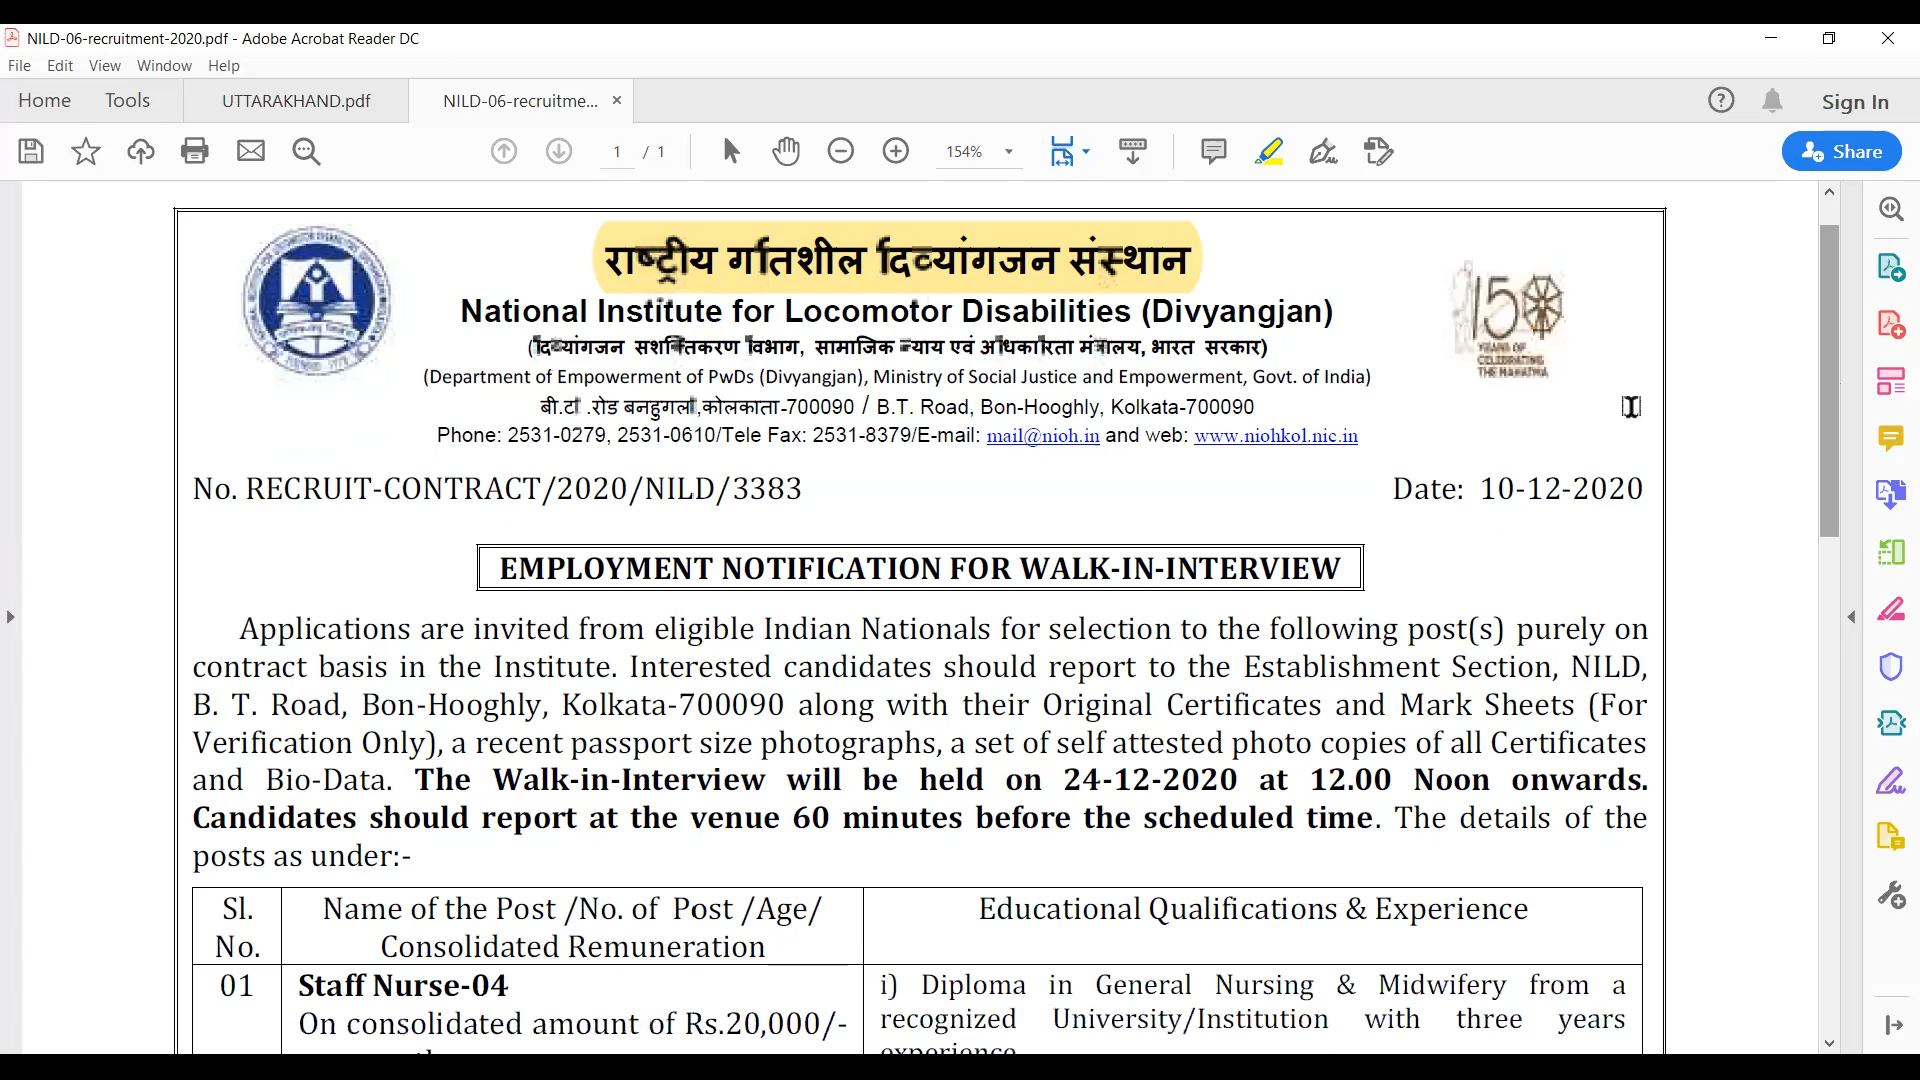 NILD-06-recruitment-2020.pdf - Adobe Acrobat Reader DC
File Edit View Window Help
Home Tools UTTARAKHAND.pdf NILD-06-recruitme... × Sign In
1 / 1 154% Share
राष्ट्रीय गतिशील दिव्यांगजन संस्थान
National Institute for Locomotor Disabilities (Divyangjan)
(दिव्यांगजन सशक्तिकरण विभाग, सामाजिक न्याय एवं अधिकारिता मंत्रालय, भारत सरकार)
(Department of Empowerment of PwDs (Divyangjan), Ministry of Social Justice and Empowerment, Govt. of India)
बी.टी .रोड बनहुगली,कोलकाता-700090 / B.T. Road, Bon-Hooghly, Kolkata-700090
Phone: 2531-0279, 2531-0610/Tele Fax: 2531-8379/E-mail: mail@nioh.in and web: www.niohkol.nic.in
150
YEARS OF
CELEBRATING
THE MAHATMA
No. RECRUIT-CONTRACT/2020/NILD/3383 Date: 10-12-2020
EMPLOYMENT NOTIFICATION FOR WALK-IN-INTERVIEW
Applications are invited from eligible Indian Nationals for selection to the following post(s) purely on
contract basis in the Institute. Interested candidates should report to the Establishment Section, NILD,
B. T. Road, Bon-Hooghly, Kolkata-700090 along with their Original Certificates and Mark Sheets (For
Verification Only), a recent passport size photographs, a set of self attested photo copies of all Certificates
and Bio-Data. The Walk-in-Interview will be held on 24-12-2020 at 12.00 Noon onwards.
Candidates should report at the venue 60 minutes before the scheduled time. The details of the
posts as under:-
Sl. Name of the Post /No. of Post /Age/ Educational Qualifications & Experience
No. Consolidated Remuneration
01 Staff Nurse-04 i) Diploma in General Nursing & Midwifery from a
On consolidated amount of Rs.20,000/- recognized University/Institution with three years
experience